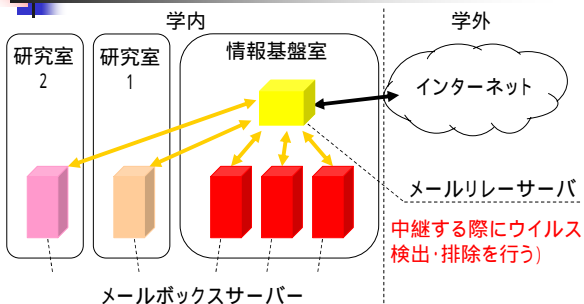 学内
学外
研究室
2
研究室
1
情報基盤室
インターネット
メールリレーサーバ
中継する際にウイルス
検出・排除を行う)
メールボックスサーバー